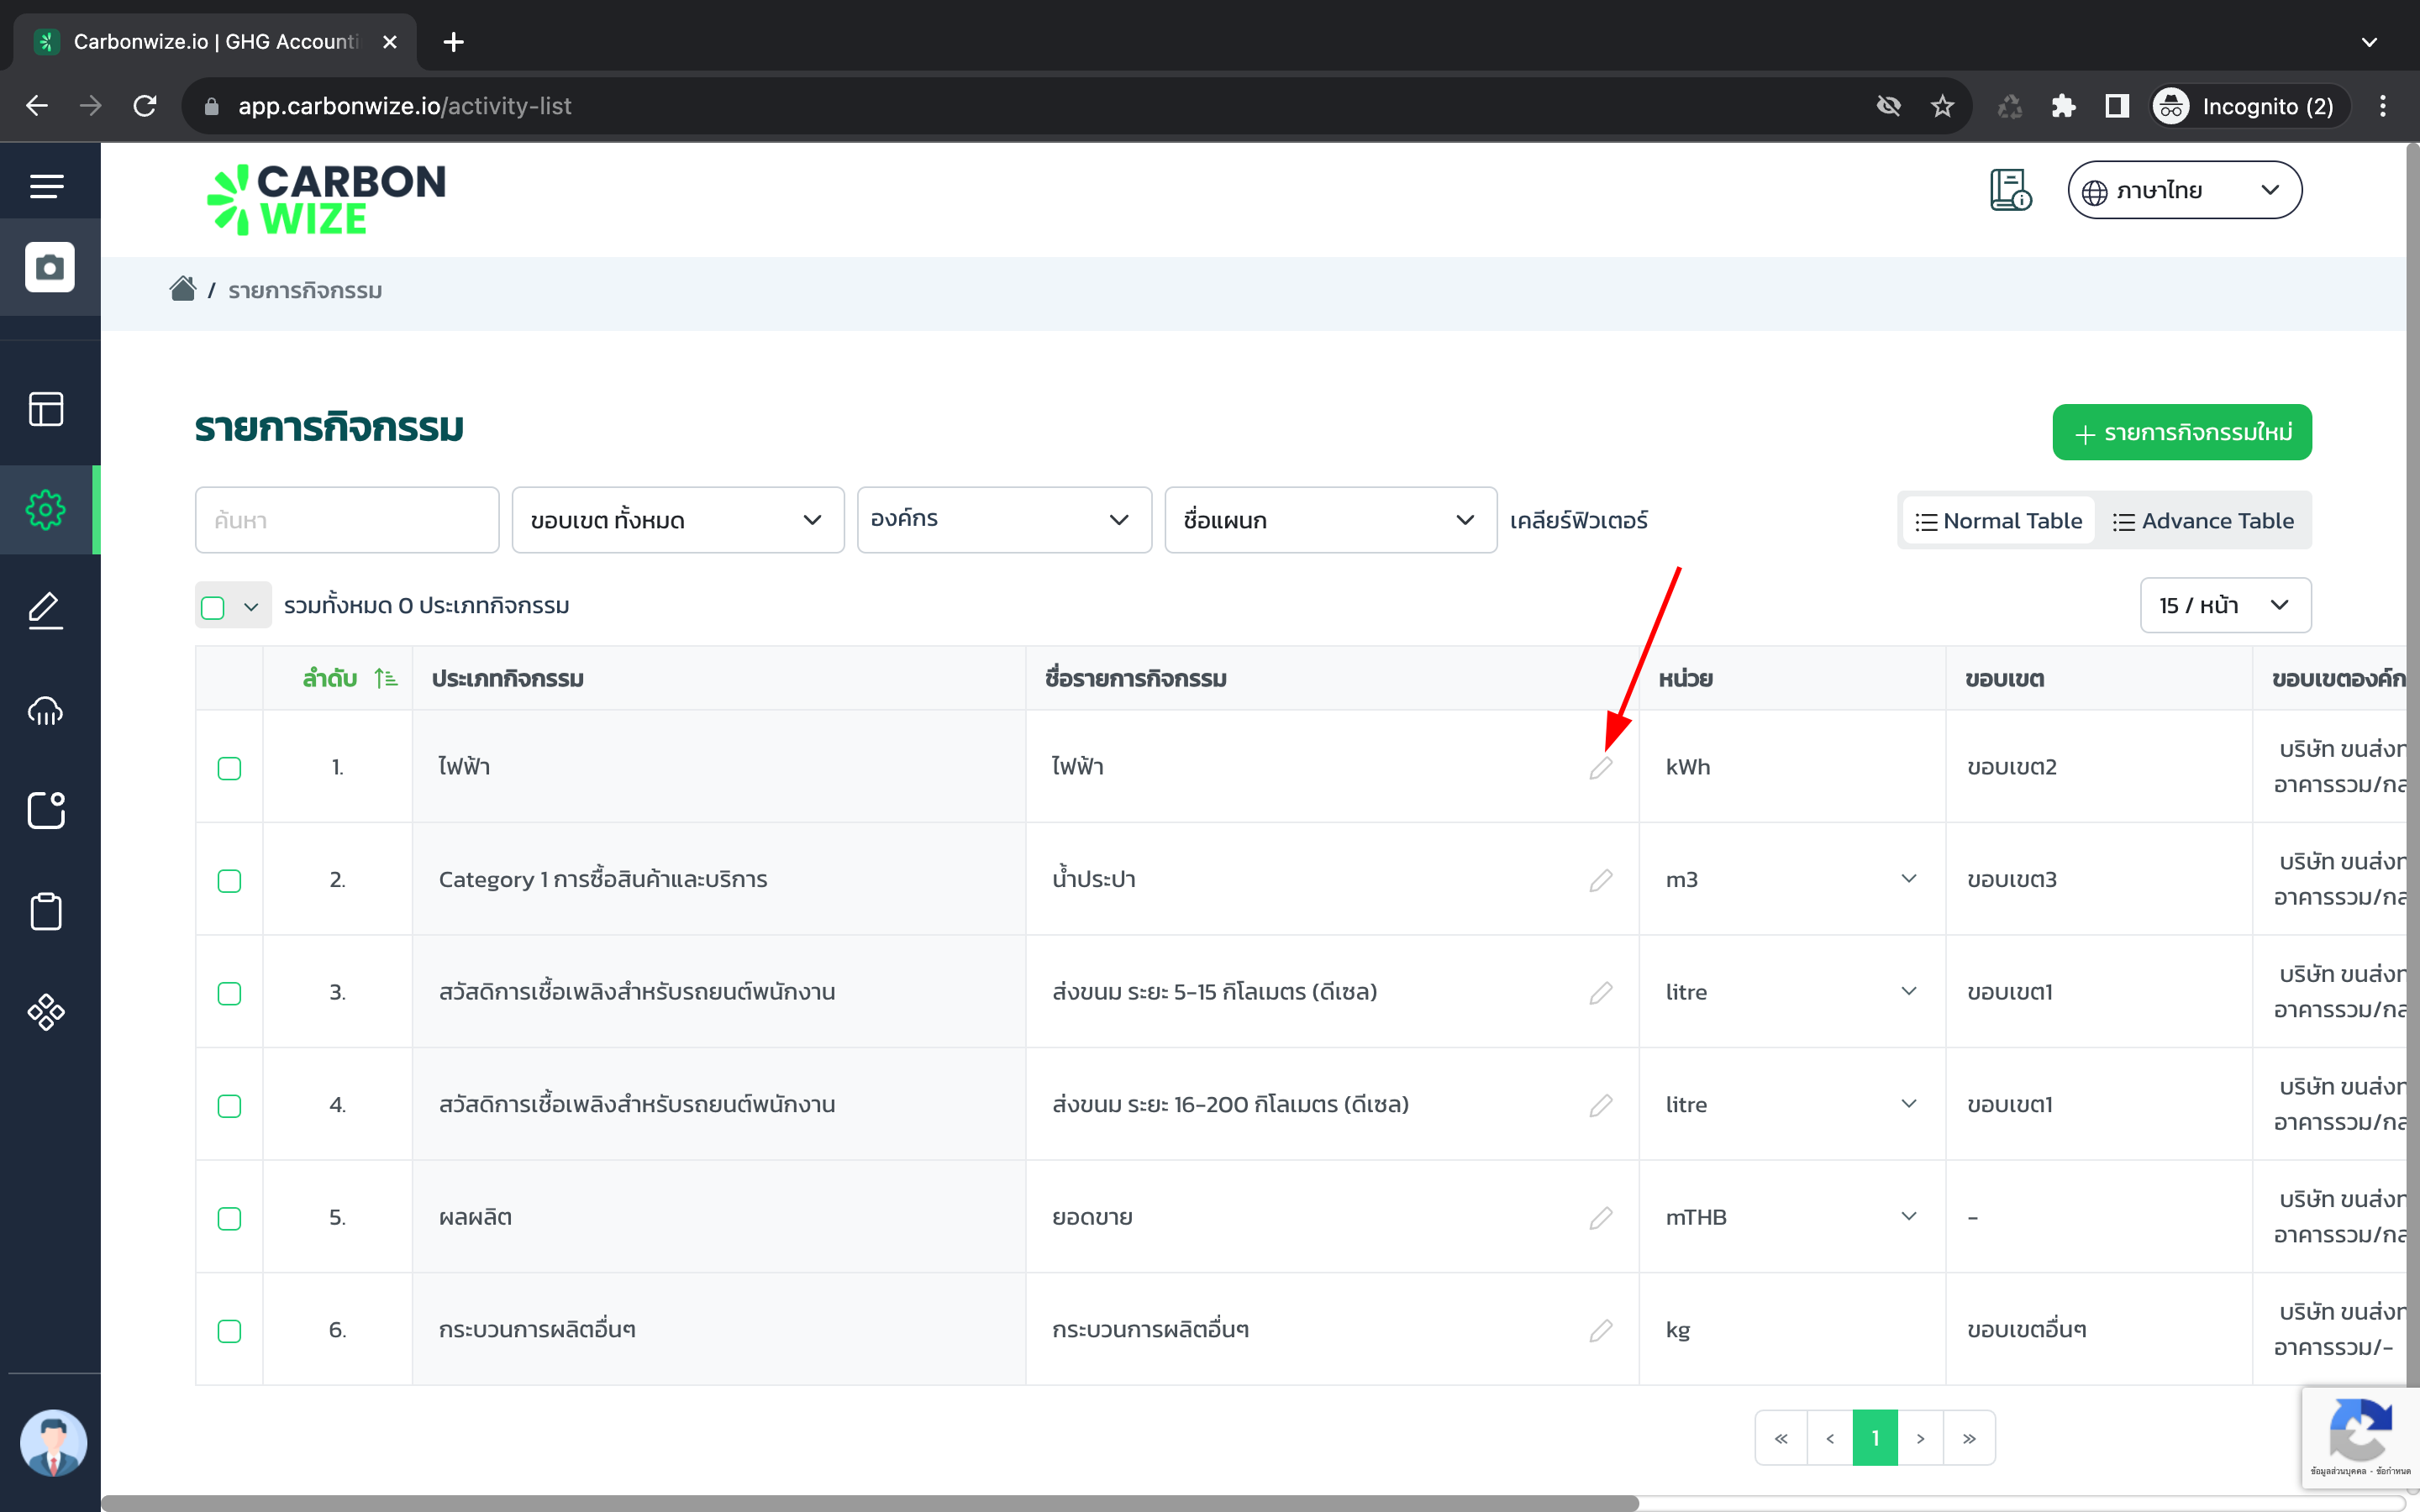 Carbonwize.io | GHG Accounti
app.carbonwize.io/activity-list
Incognito (2)
CARBON
WIZE
ภาษาไทย
/ รายการกิจกรรม
รายการกิจกรรม
+ รายการกิจกรรมใหม่
ค้นหา
ขอบเขต ทั้งหมด
องค์กร
ชื่อแผนก
เคลียร์ฟิวเตอร์
Normal Table
Advance Table
รวมทั้งหมด 0 ประเภทกิจกรรม
15 / หน้า
ลำดับ ประเภทกิจกรรม ชื่อรายการกิจกรรม หน่วย ขอบเขต ขอบเขตองค์ก
1. ไฟฟ้า ไฟฟ้า kWh ขอบเขต2 บริษัท ขนส่งท
อาคารรวม/กล
2. Category 1 การซื้อสินค้าและบริการ น้ำประปา m3 ขอบเขต3 บริษัท ขนส่งท
อาคารรวม/กล
3. สวัสดิการเชื้อเพลิงสำหรับรถยนต์พนักงาน ส่งขนม ระยะ 5-15 กิโลเมตร (ดีเซล) litre ขอบเขต1 บริษัท ขนส่งท
อาคารรวม/กล
4. สวัสดิการเชื้อเพลิงสำหรับรถยนต์พนักงาน ส่งขนม ระยะ 16-200 กิโลเมตร (ดีเซล) litre ขอบเขต1 บริษัท ขนส่งท
อาคารรวม/กล
5. ผลผลิต ยอดขาย mTHB - บริษัท ขนส่งท
อาคารรวม/กล
6. กระบวนการผลิตอื่นๆ กระบวนการผลิตอื่นๆ kg ขอบเขตอื่นๆ บริษัท ขนส่งท
อาคารรวม/-
« ‹ 1 › »
ข้อมูลส่วนบุคคล - ข้อกำหนด